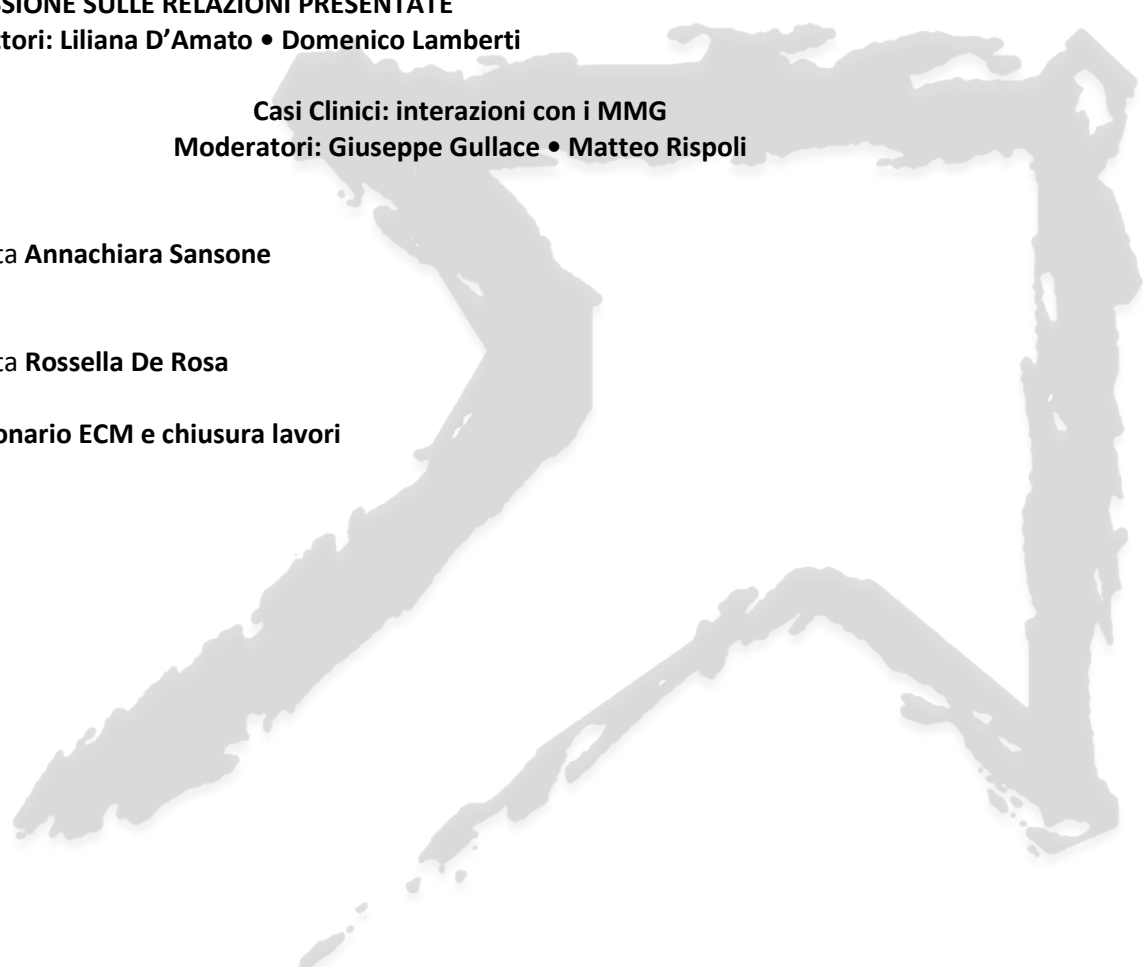 SSIONE SULLE RELAZIONI PRESENTATE
ttori: Liliana D’Amato • Domenico Lamberti
Casi Clinici: interazioni con i MMG
Moderatori: Giuseppe Gullace • Matteo Rispoli
ta Annachiara Sansone
ta Rossella De Rosa
onario ECM e chiusura lavori